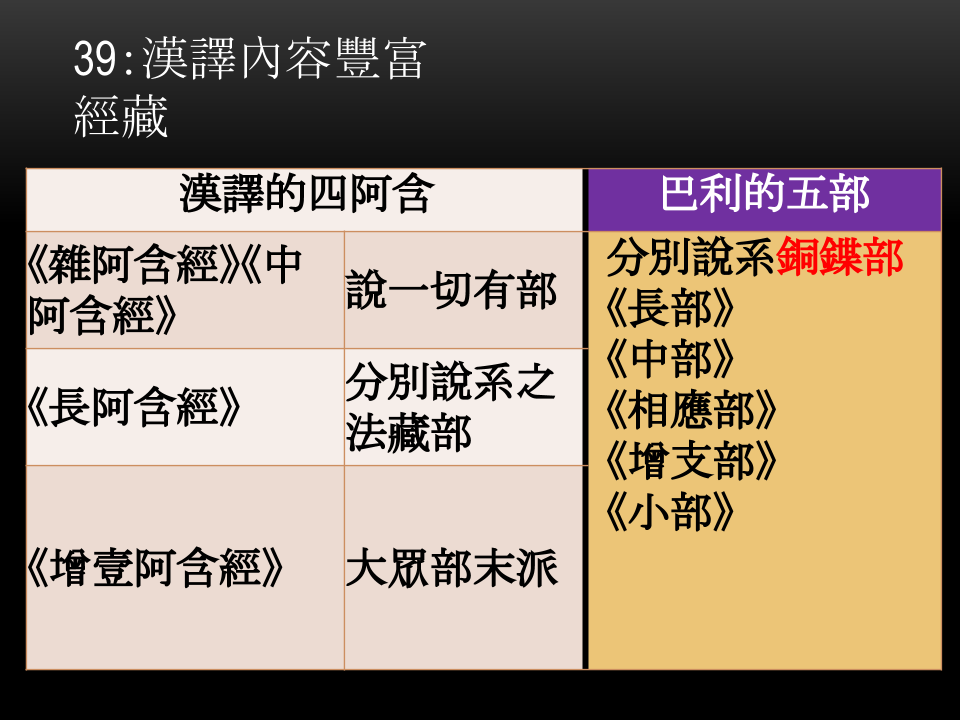 39:漢譯內容豐富
經藏
漢譯的四阿含
巴利的五部
《雜阿含經》《中
阿含經》
說一切有部
《長阿含經》
分別說系之
法藏部
《增壹阿含經》
大眾部末派
分別說系銅鍱部
《長部》
《中部》
《相應部》
《增支部》
《小部》